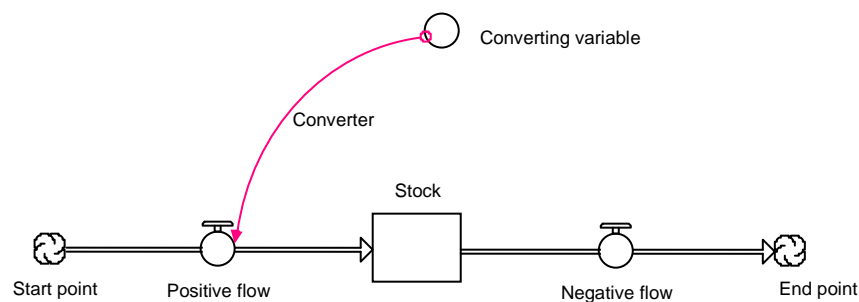 Converting variable
Converter
Stock
Start point
Positive flow
Negative flow
End point